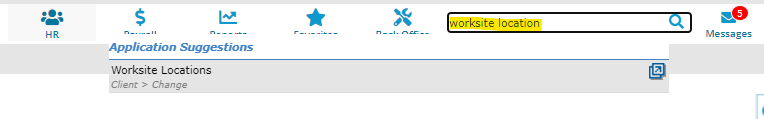 worksite location
5
HR
Payroll
Reports
Favorites
Back Office
Messages
Application Suggestions
Worksite Locations
Client > Change